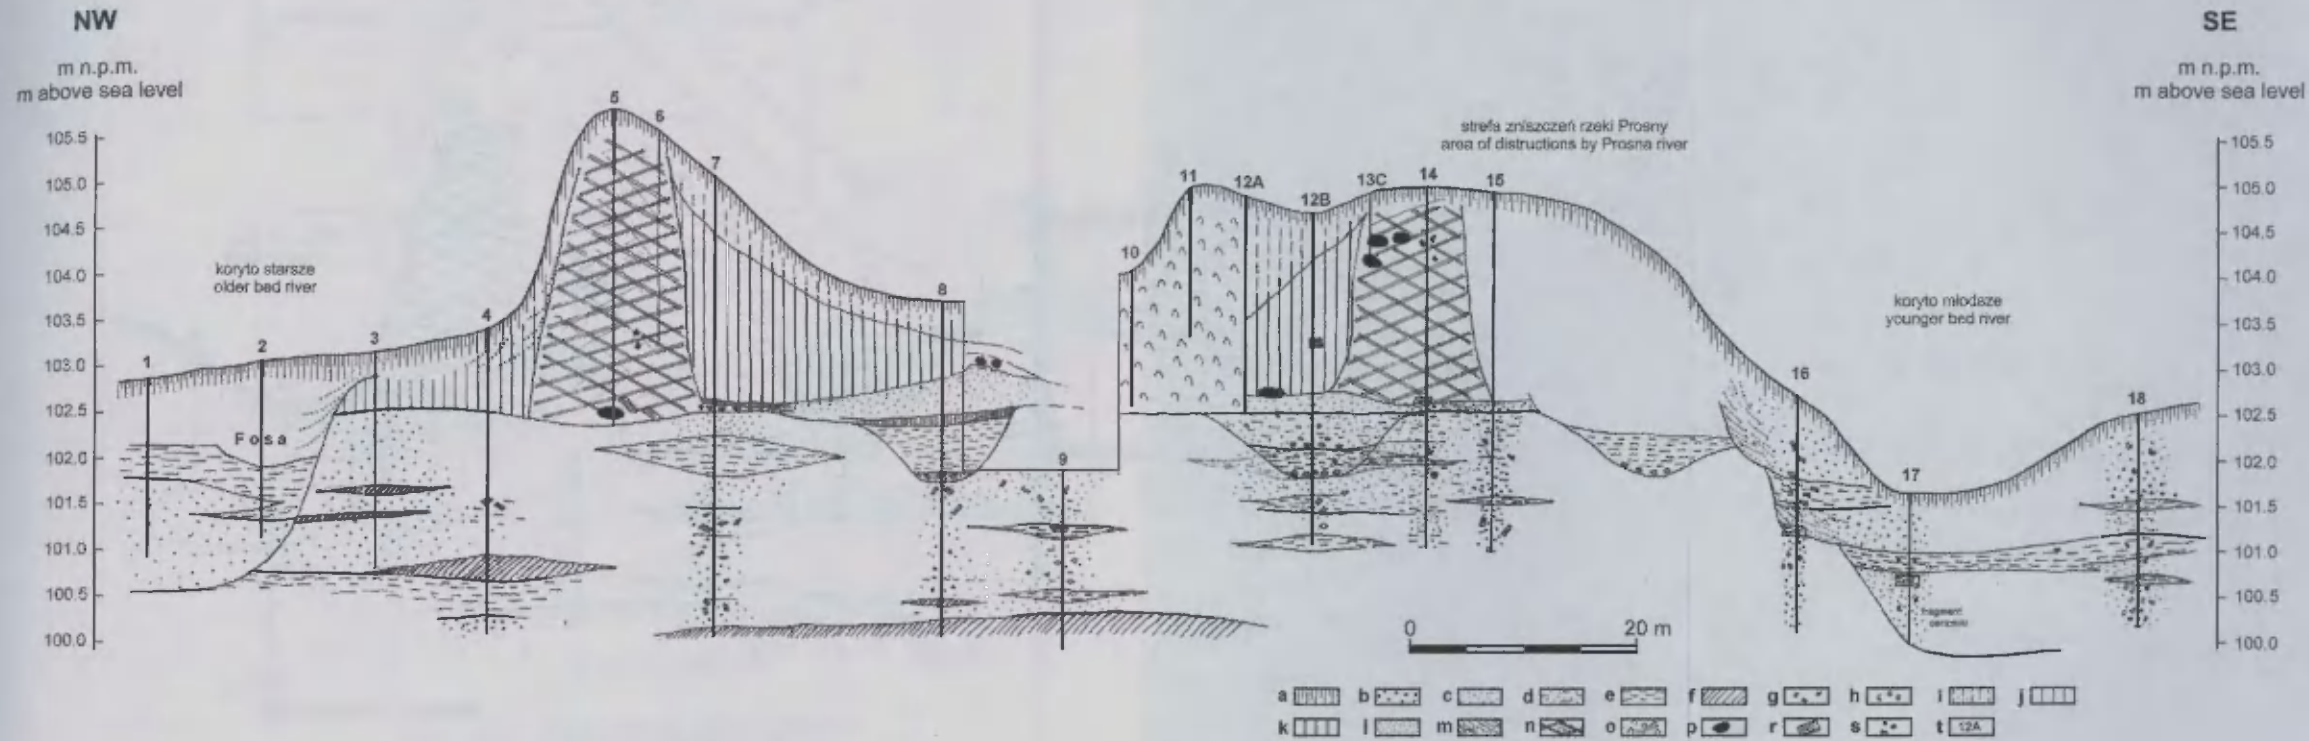 NW
SE
m n.p.m.
m above sea level
m n.p.m.
m above sea level
105.5
105.0
104.5
104.0
103.5
103.0
102.5
102.0
101.5
101.0
100.5
100.0
koryto starsze
older bed river
Fosa
1
2
3
4
5
6
7
8
9
10
11
12A
12B
13C
14
15
16
17
18
strefa zniszczeń rzeki Prosny
area of distructions by Prosna river
koryto młodsze
younger bed river
fragment
0 20 m
105.5
105.0
104.5
104.0
103.5
103.0
102.5
102.0
101.5
101.0
100.5
100.0
a b c d e f g h i j
k l m n o p r s t 12A